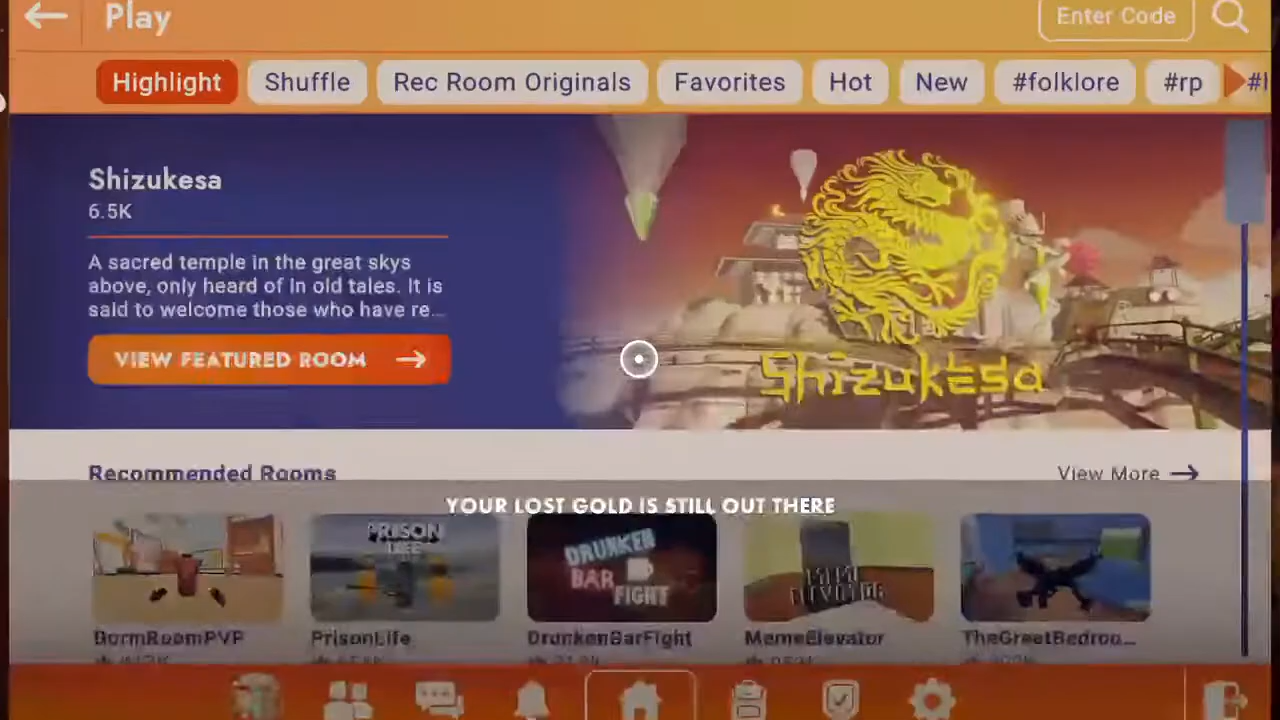 Play
Enter Code
Highlight
Shuffle
Rec Room Originals
Favorites
Hot
New
#folklore
#rp
Shizukesa
6.5K
A sacred temple in the great skys
above, only heard of in old tales. It is
said to welcome those who have re...
VIEW FEATURED ROOM
Shizukesa
Recommended Rooms
View More
YOUR LOST GOLD IS STILL OUT THERE
PRISON
LIFE
DRUNKEN
BAR
FIGHT
DormRoomPVP
PrisonLife
DrunkenBarFight
MemeElevator
TheGreetBedroo...